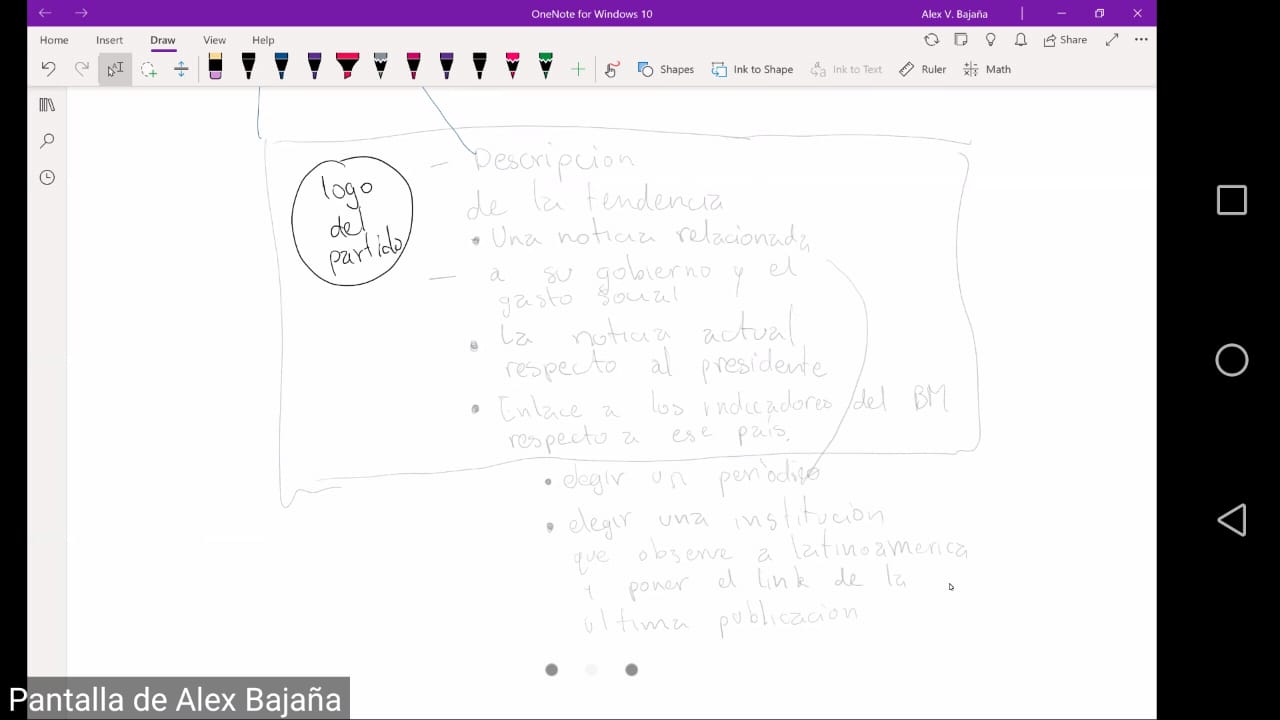 OneNote for Windows 10
Alex V. Bajaña
Home Insert Draw View Help
Share
Shapes Ink to Shape Ink to Text Ruler Math
logo
del
partido
- Descripcion
de la tendencia
• Una noticia relacionada
- a su gobierno y el
gasto social
• La noticia actual
respecto al presidente
• Enlace a los indicadores del BM
respecto a ese país.
• elegir un periódico
• elegir una institución
que observe a latinoamerica
y poner el link de la
ultima publicacion
Pantalla de Alex Bajaña